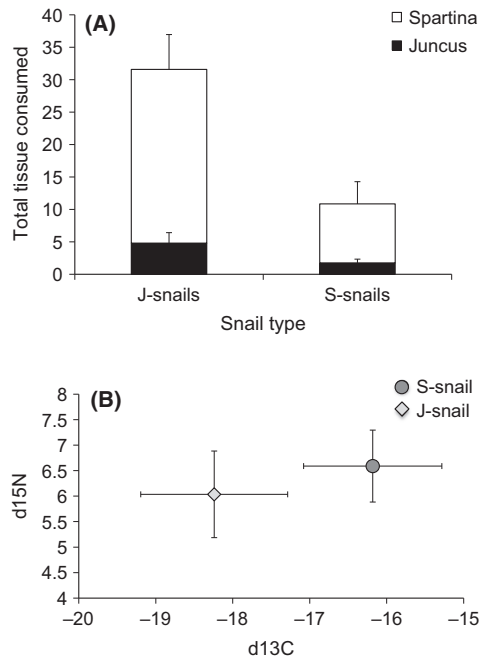 (A)
Spartina
Juncus
Total tissue consumed
40
35
30
25
20
15
10
5
0
J-snails
S-snails
Snail type
(B)
S-snail
J-snail
d15N
8
7.5
7
6.5
6
5.5
5
4.5
4
–20
–19
–18
–17
–16
–15
d13C